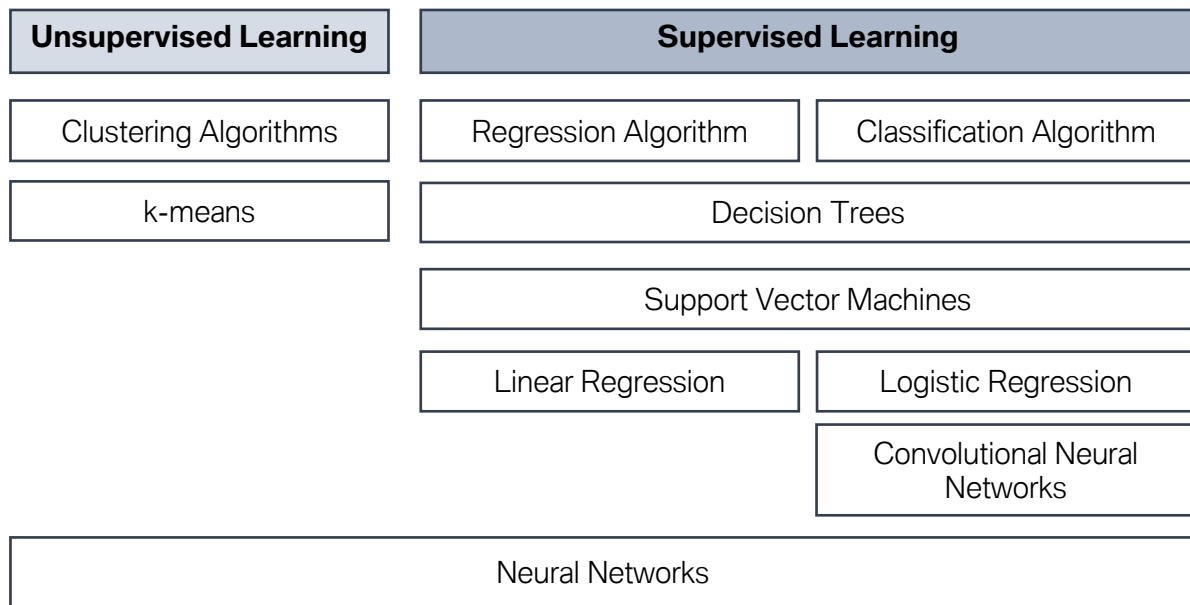 Unsupervised Learning
Supervised Learning
Clustering Algorithms
Regression Algorithm
Classification Algorithm
k-means
Decision Trees
Support Vector Machines
Linear Regression
Logistic Regression
Convolutional Neural
Networks
Neural Networks